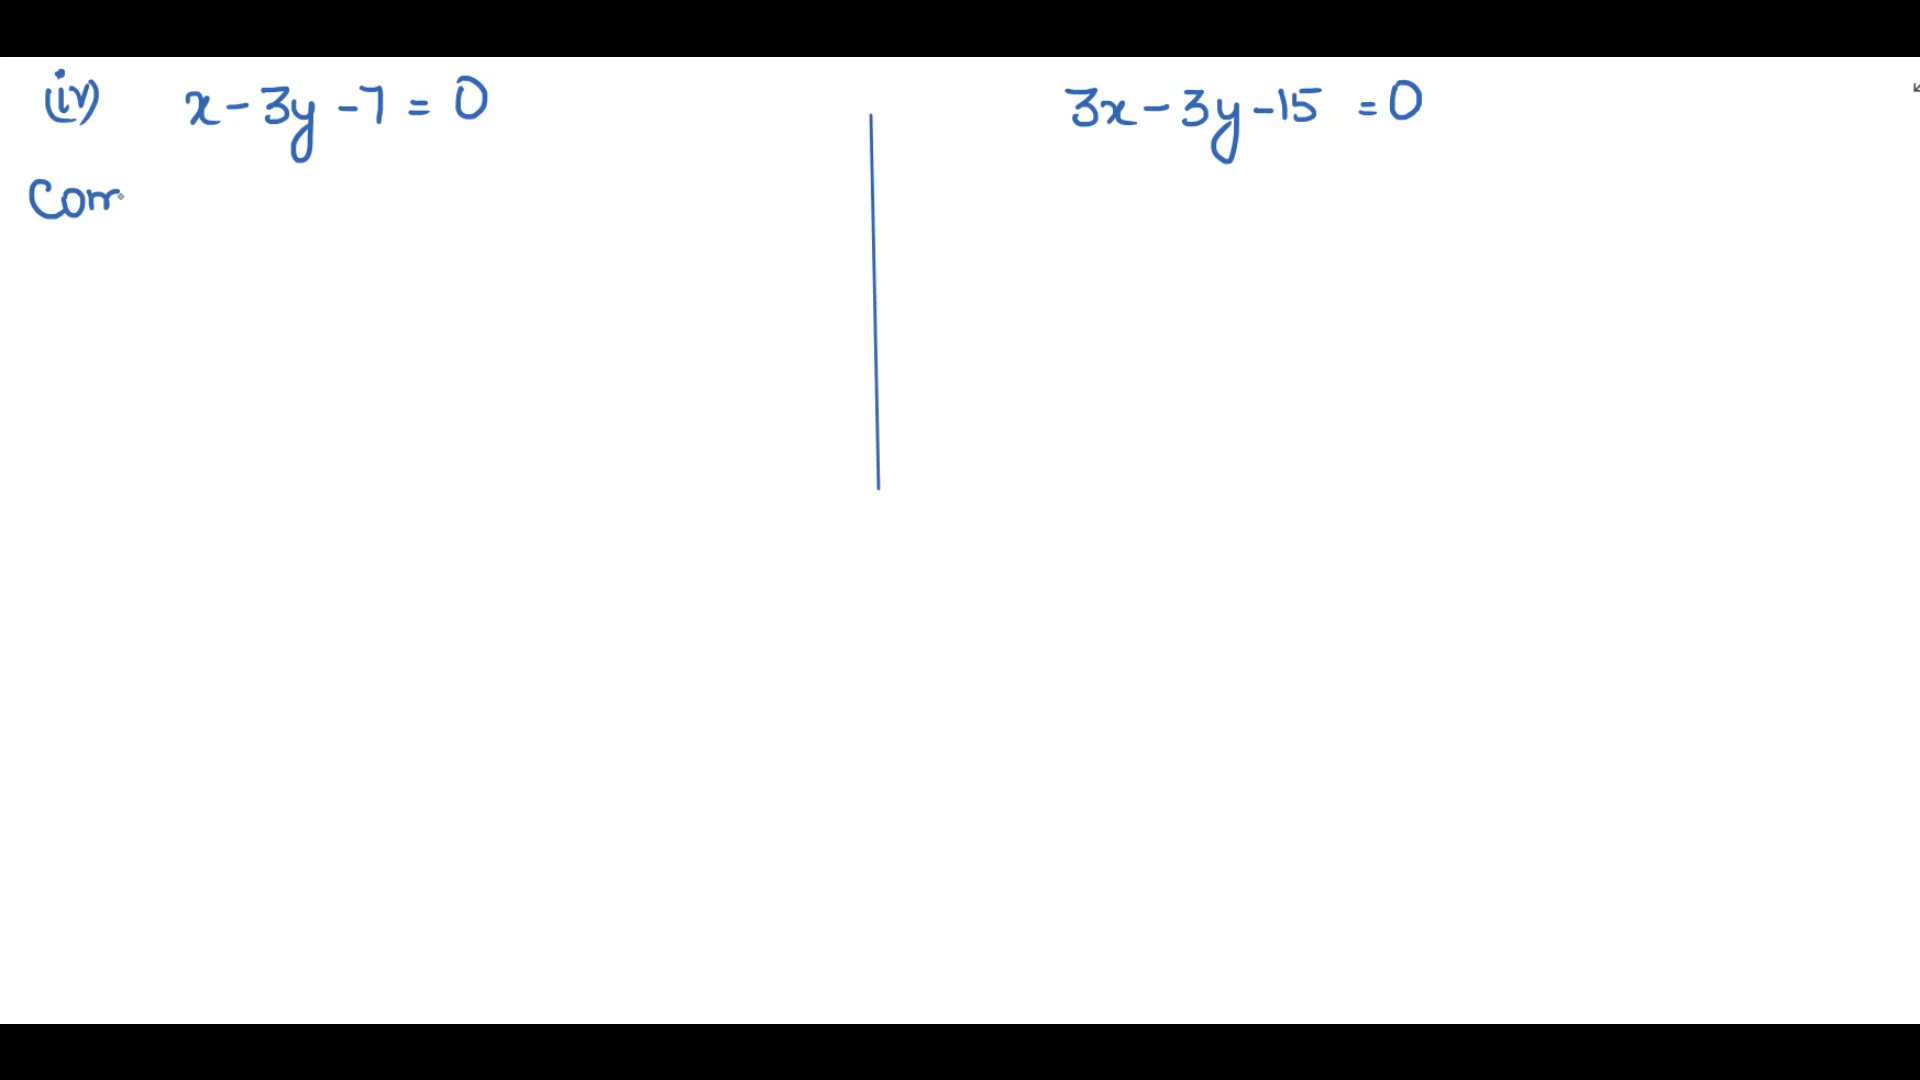 (iv) x - 3y - 7 = 0
3x - 3y - 15 = 0
Com